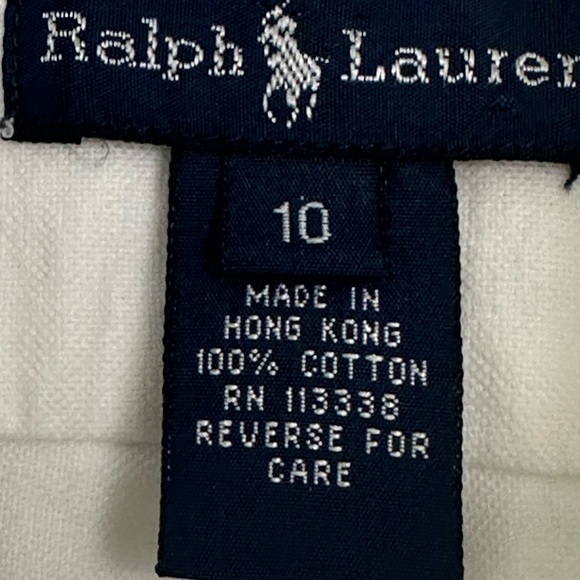 Ralph Lauren
10
MADE IN
HONG KONG
100% COTTON
RN 113338
REVERSE FOR
CARE